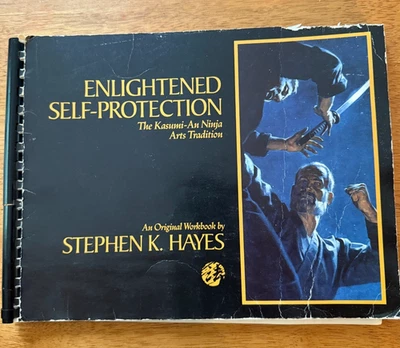 ENLIGHTENED
SELF-PROTECTION
The Kasumi-An Ninja
Arts Tradition
An Original Workbook by
STEPHEN K. HAYES